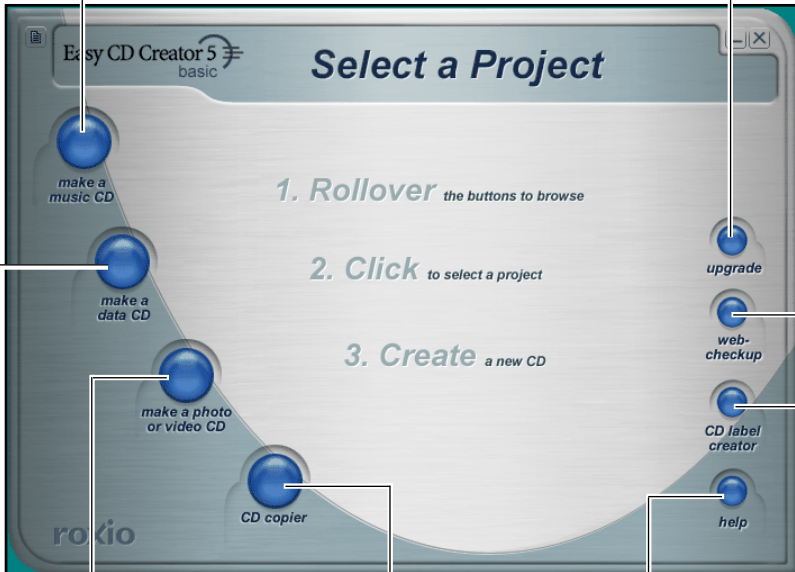 Easy CD Creator 5
basic
Select a Project
make a
music CD
1. Rollover the buttons to browse
make a
data CD
2. Click to select a project
upgrade
make a photo
or video CD
3. Create a new CD
web-
checkup
CD label
creator
CD copier
help
roxio